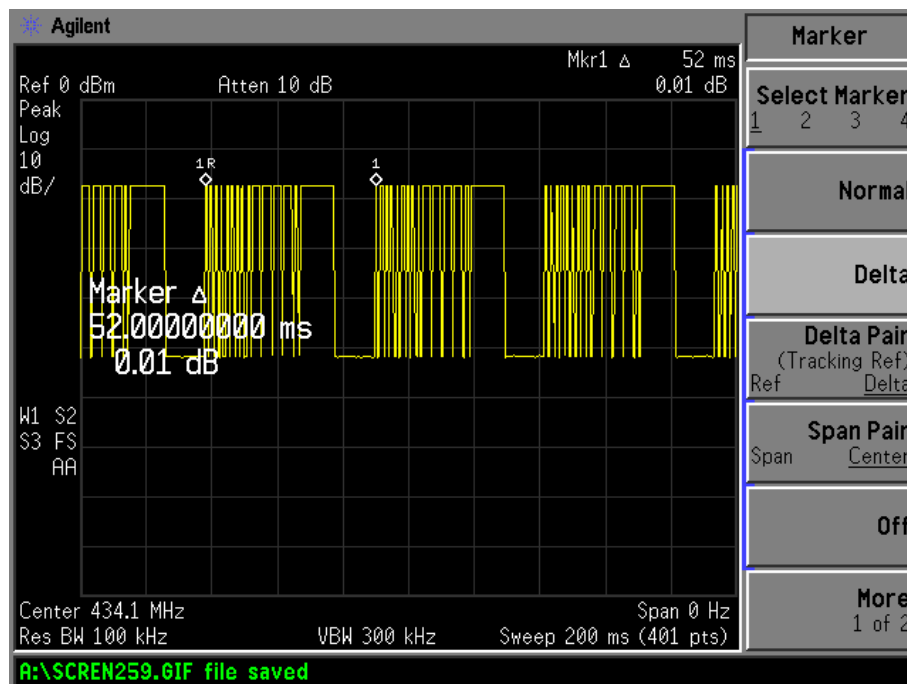 Agilent
Mkr1 Δ 52 ms
Ref 0 dBm Atten 10 dB 0.01 dB
Peak
Log
10
dB/
1R
1
Marker Δ
52.00000000 ms
0.01 dB
W1 S2
S3 FS
AA
Center 434.1 MHz Span 0 Hz
Res BW 100 kHz VBW 300 kHz Sweep 200 ms (401 pts)
A:\SCREN259.GIF file saved
Marker
Select Marker
1 2 3 4
Normal
Delta
Delta Pair
(Tracking Ref)
Ref Delta
Span Pair
Span Center
Off
More
1 of 2